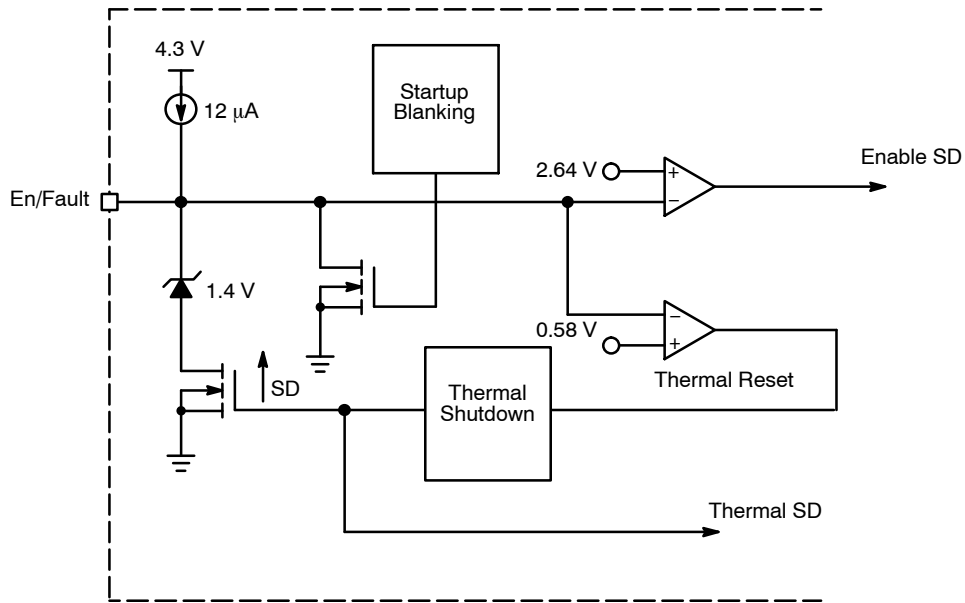 4.3 V
12 μA
Startup
Blanking
En/Fault
2.64 V
+
−
Enable SD
1.4 V
0.58 V
−
+
Thermal Reset
SD
Thermal
Shutdown
Thermal SD